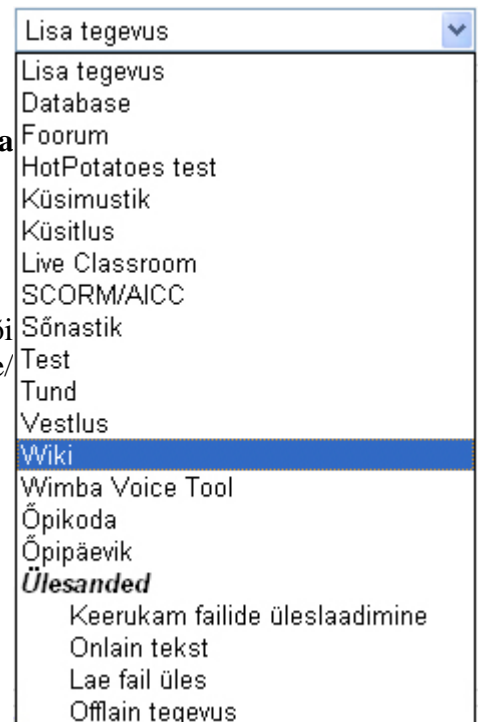 Lisa tegevus
Lisa tegevus
Database
a Foorum
HotPotatoes test
Küsimustik
Küsitlus
Live Classroom
SCORM/AICC
õi Sõnastik
e/ Test
Tund
Vestlus
Wiki
Wimba Voice Tool
Õpikoda
Õpipäevik
Ülesanded
Keerukam failide üleslaadimine
Onlain tekst
Lae fail üles
Offlain tegevus